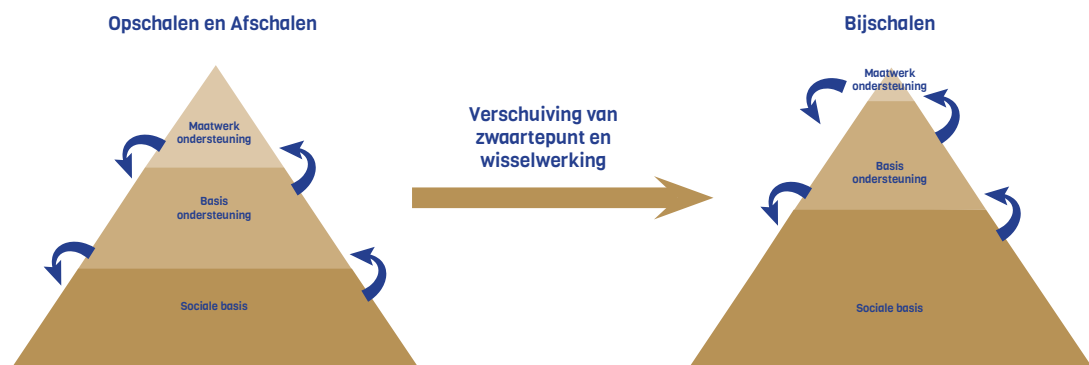 Opschalen en Afschalen
Maatwerk
ondersteuning
Basis
ondersteuning
Sociale basis
Verschuiving van
zwaartepunt en
wisselwerking
Bijschalen
Maatwerk
ondersteuning
Basis
ondersteuning
Sociale basis